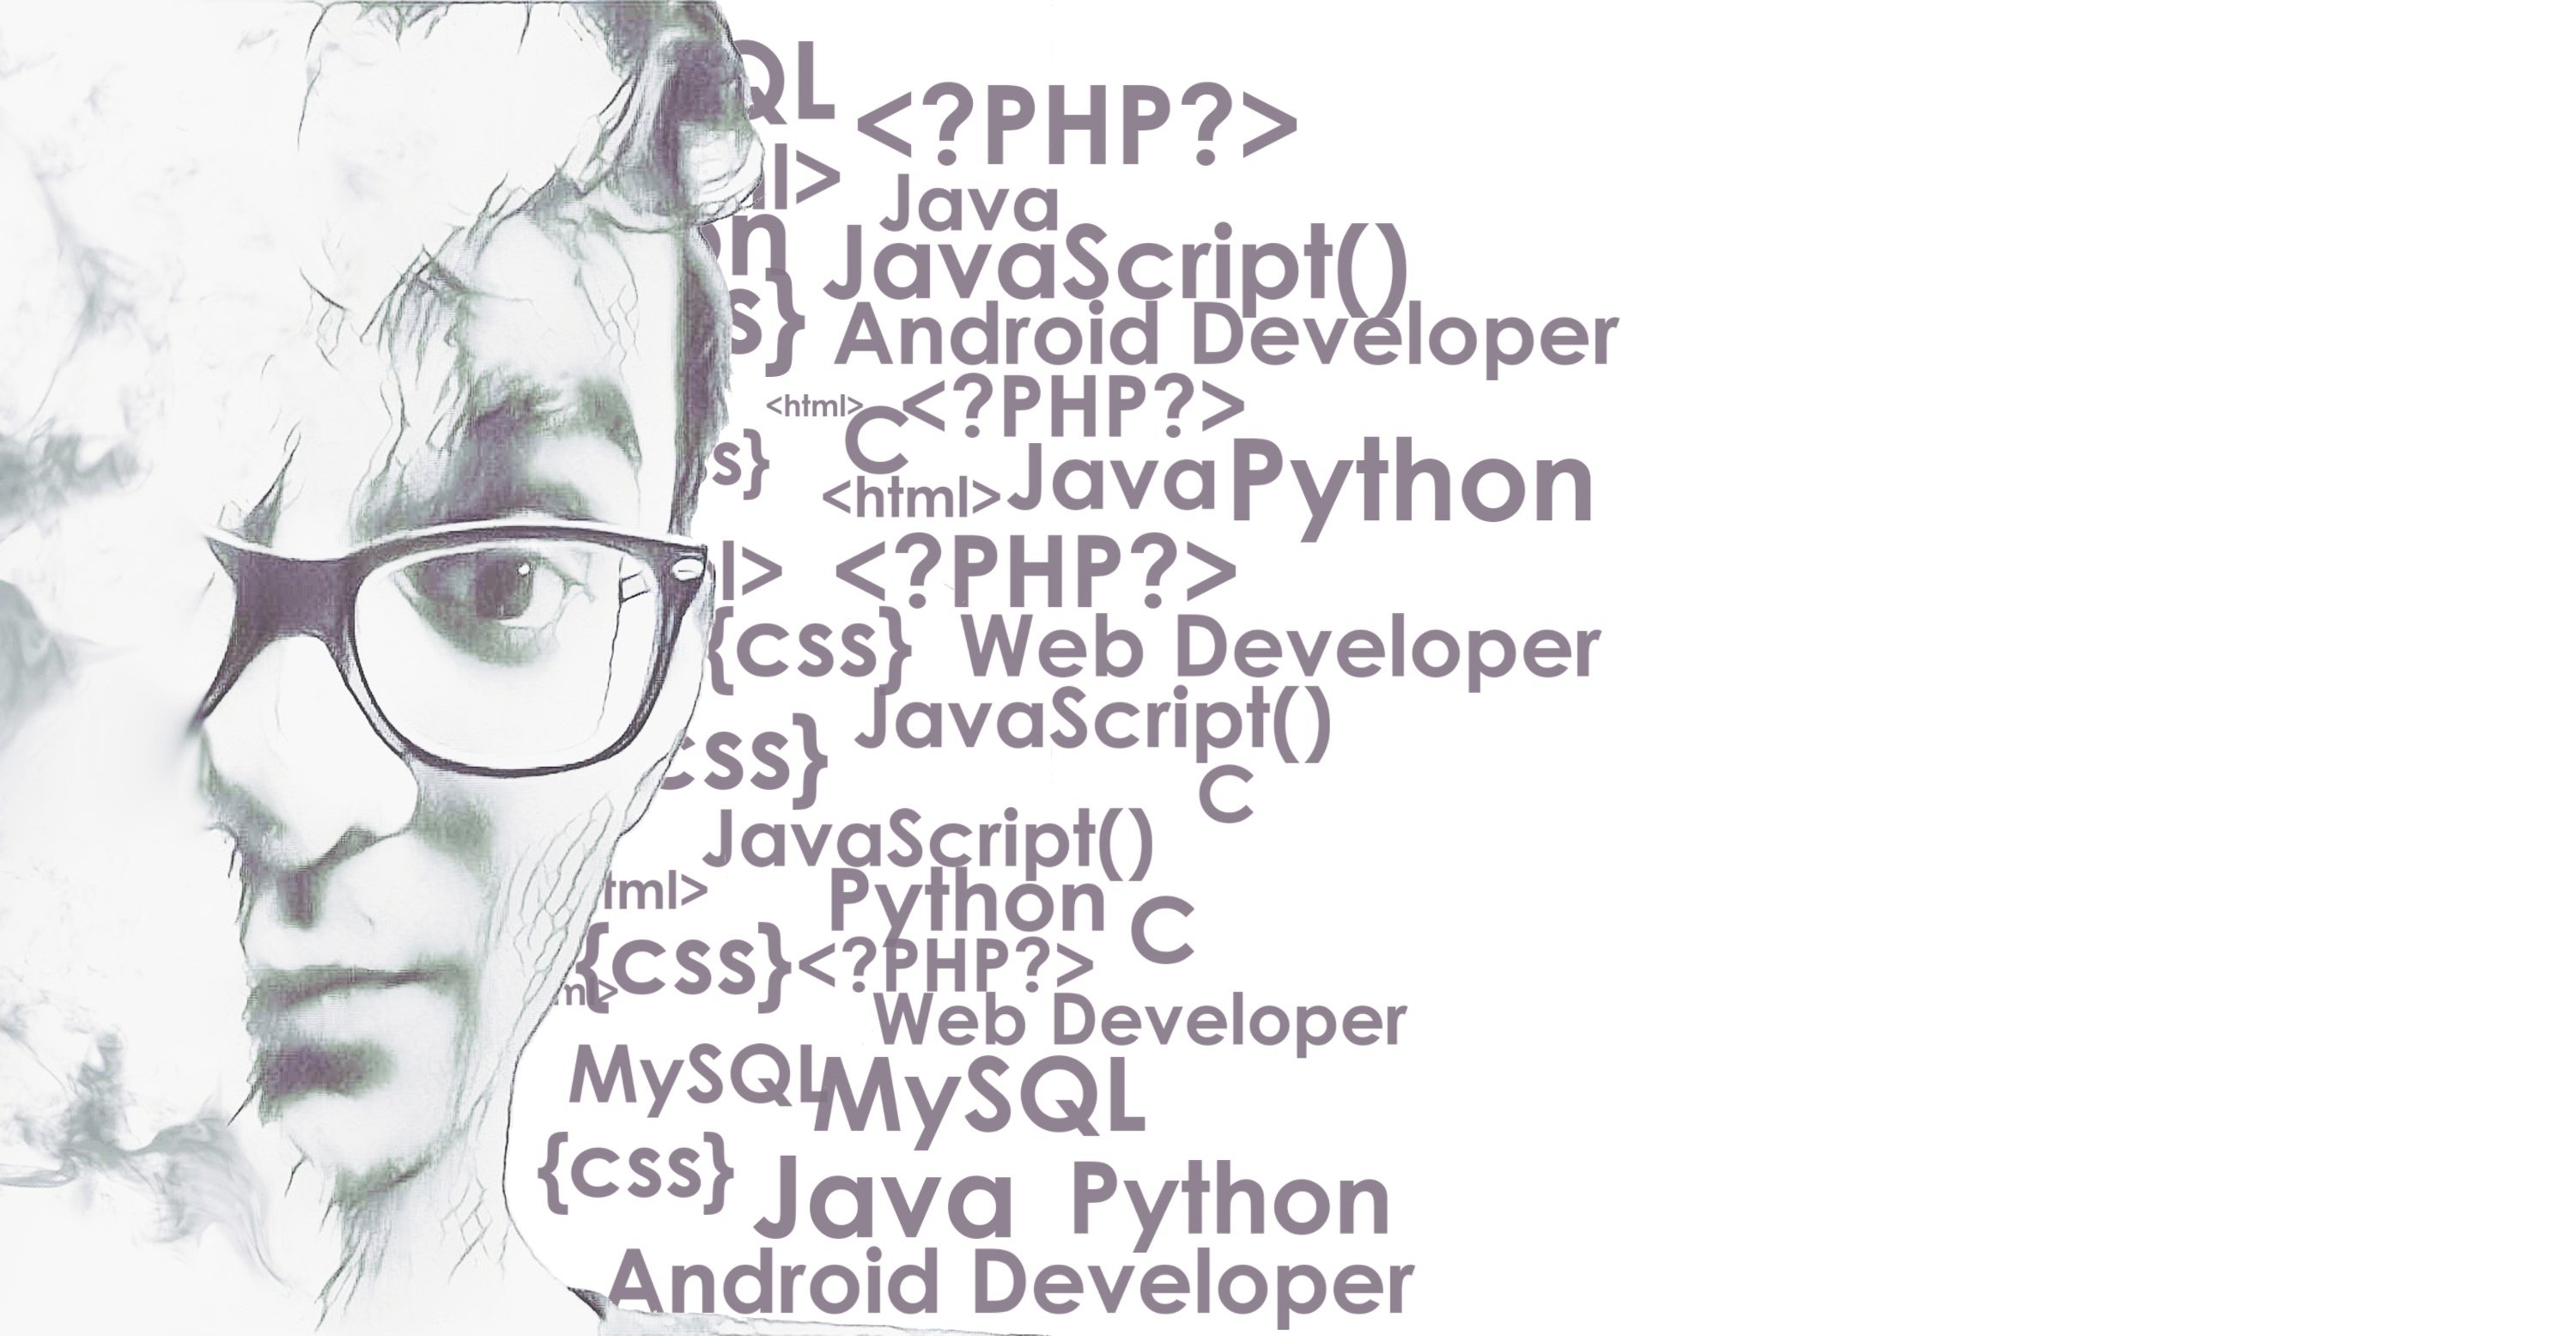 QL <?PHP?>
l> Java
on JavaScript()
s} Android Developer
<html> C <?PHP?>
s} <html> Java Python
l> <?PHP?>
{css} Web Developer
JavaScript()
css} C
JavaScript()
tml> Python C
{css} <?PHP?>
ml> Web Developer
MySQL MySQL
{css} Java Python
Android Developer